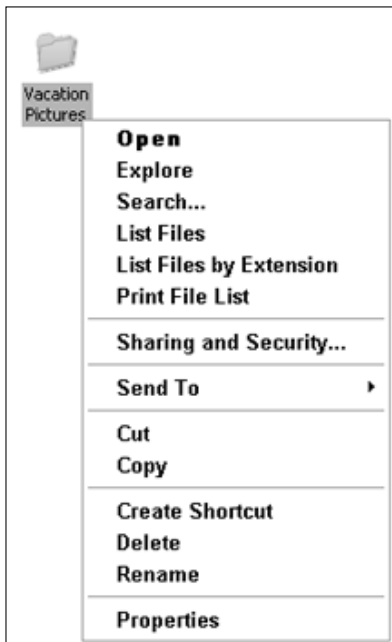 Vacation
Pictures
Open
Explore
Search...
List Files
List Files by Extension
Print File List
Sharing and Security...
Send To
Cut
Copy
Create Shortcut
Delete
Rename
Properties